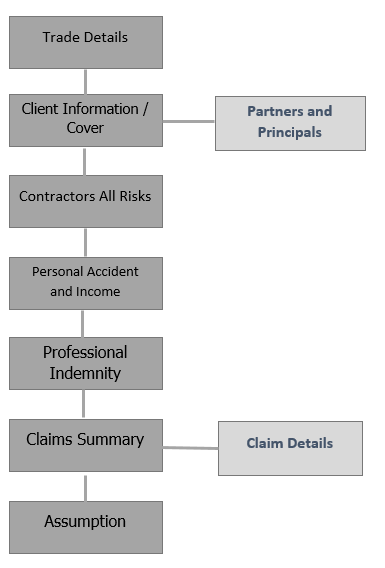 Trade Details
Client Information /
Cover
Partners and
Principals
Contractors All Risks
Personal Accident
and Income
Professional
Indemnity
Claims Summary
Claim Details
Assumption